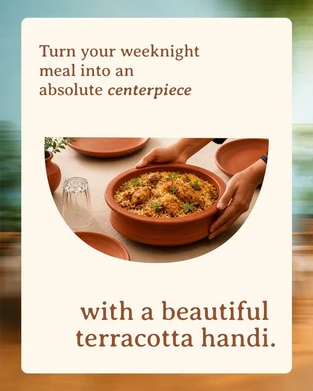 Turn your weeknight
meal into an
absolute centerpiece
with a beautiful
terracotta handi.